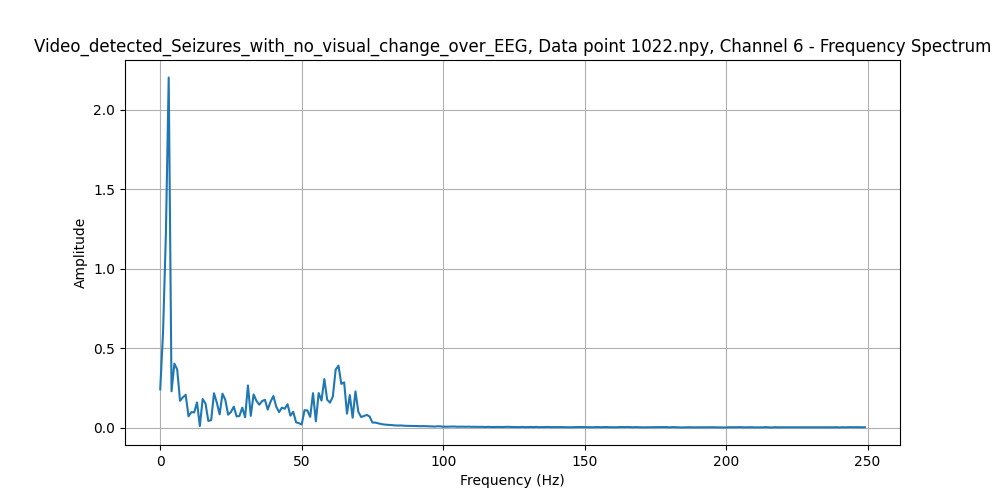 Video_detected_Seizures_with_no_visual_change_over_EEG, Data point 1022.npy, Channel 6 - Frequency Spectrum
2.0
1.5
1.0
0.5
0.0
Amplitude
0 50 100 150 200 250
Frequency (Hz)